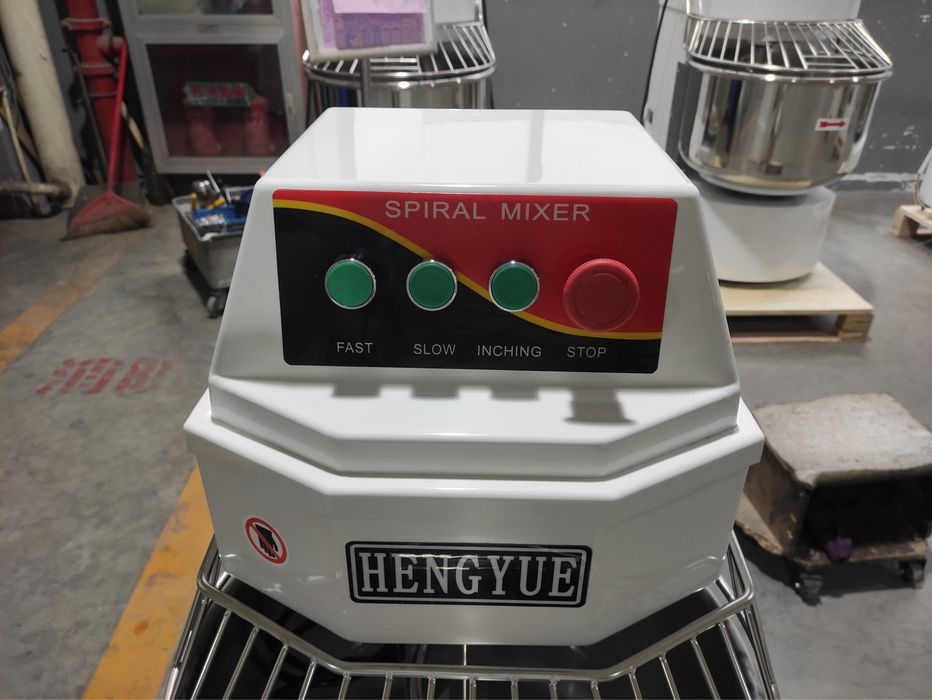 SPIRAL MIXER
FAST SLOW INCHING STOP
HENGYUE